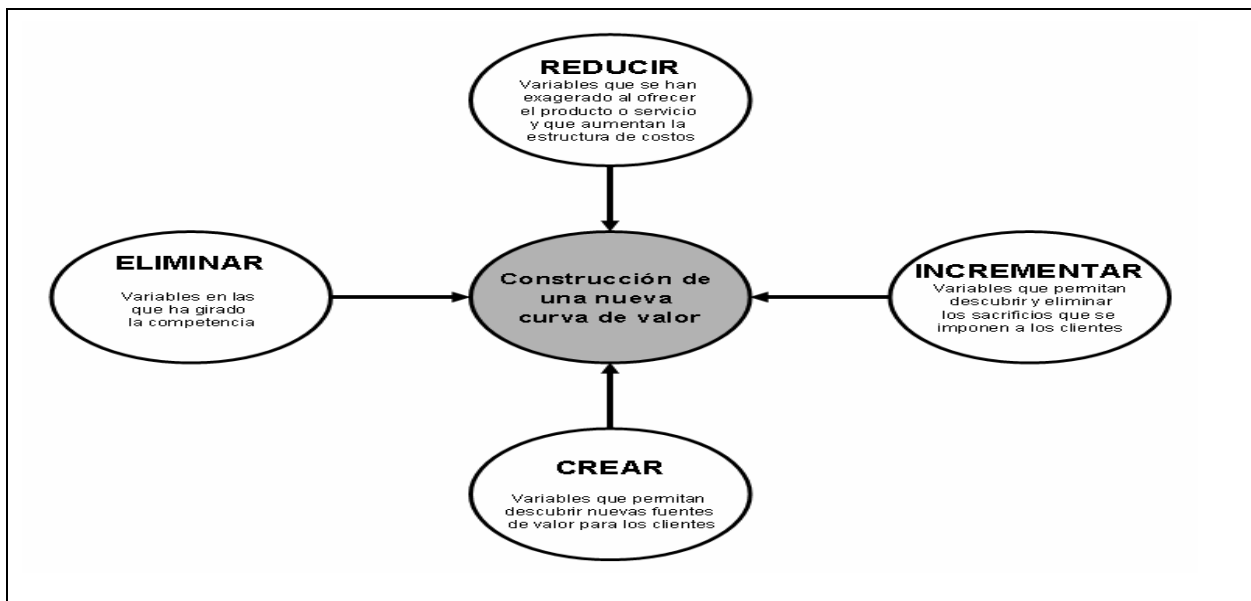 REDUCIR
Variables que se han
exagerado al ofrecer
el producto o servicio
y que aumentan la
estructura de costos
ELIMINAR
Variables en las
que ha girado
la competencia
Construcción de
una nueva
curva de valor
INCREMENTAR
Variables que permitan
descubrir y eliminar
los sacrificios que se
imponen a los clientes
CREAR
Variables que permitan
descubrir nuevas fuentes
de valor para los clientes